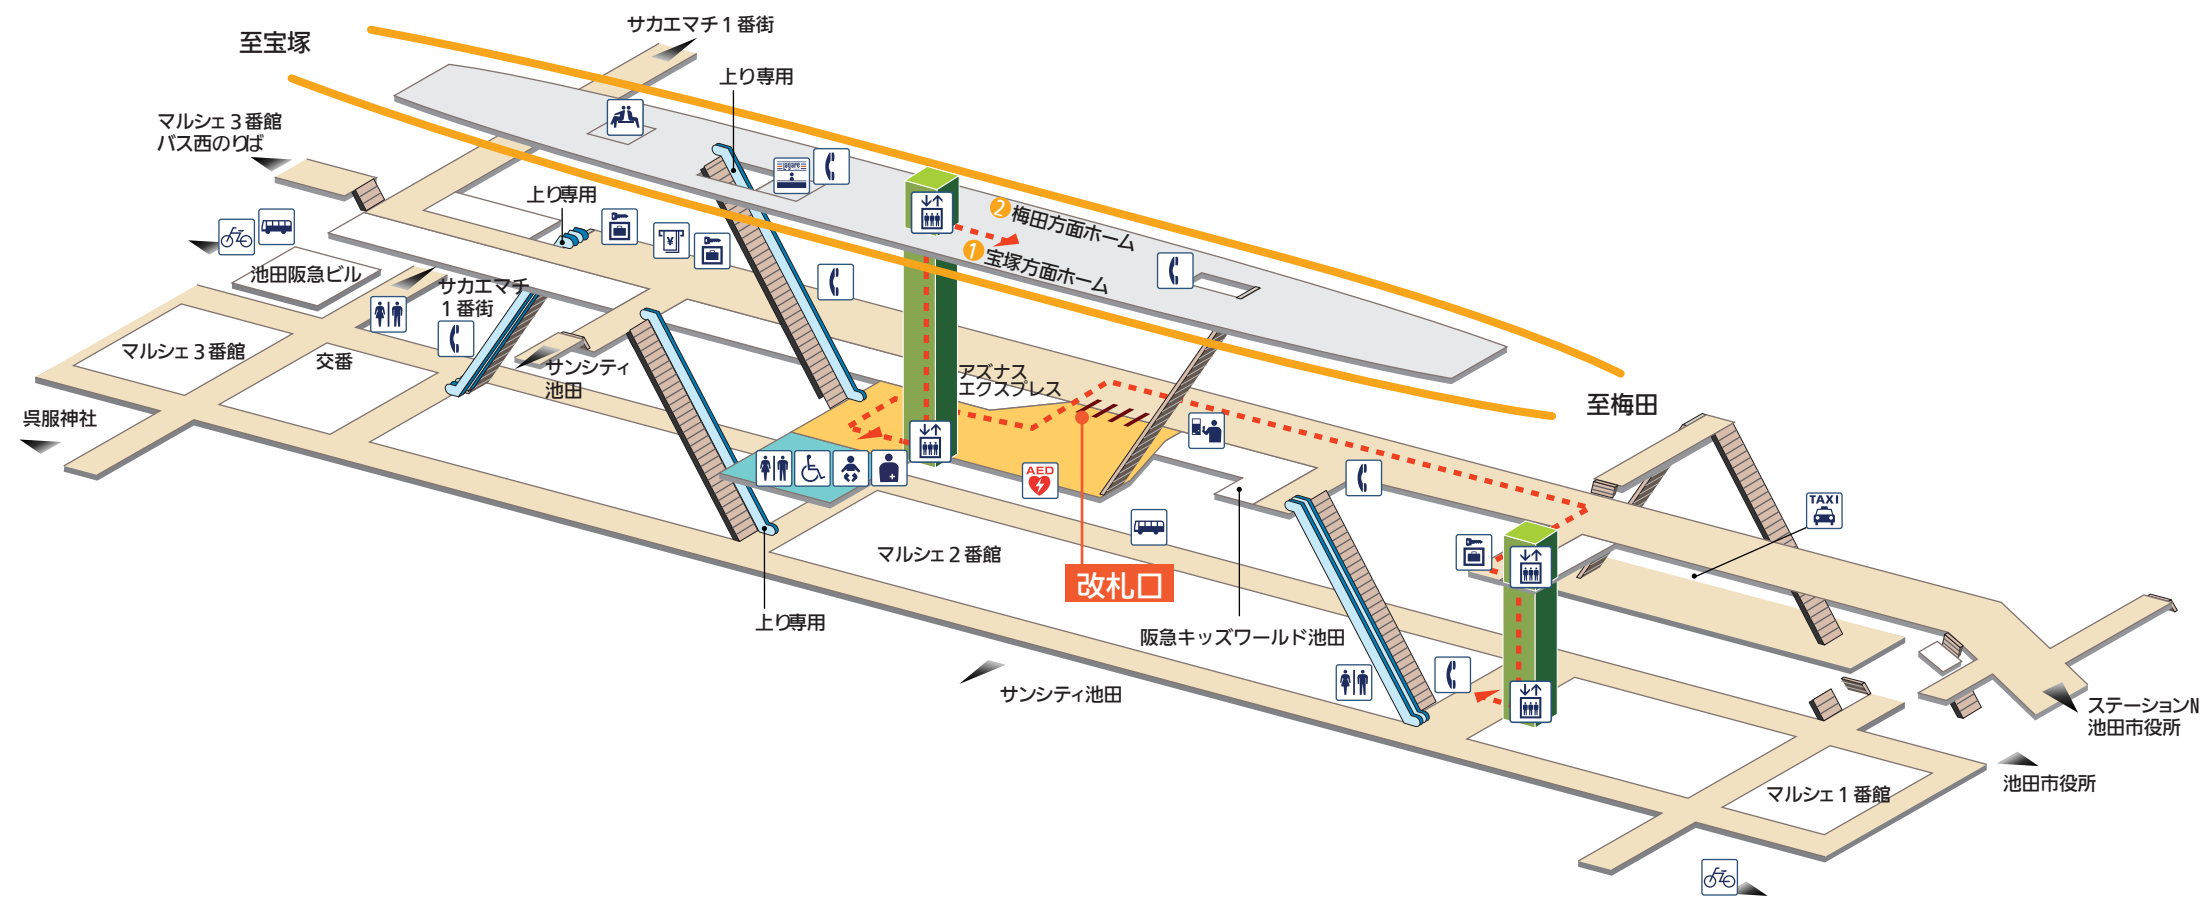 サカエマチ1番街
至宝塚
上り専用
マルシェ3番館
バス西のりば
jugaro
上り専用
2 梅田方面ホーム
1 宝塚方面ホーム
¥
池田阪急ビル
サカエマチ
1番街
マルシェ3番館
交番
サンシティ
池田
アズナス
エクスプレス
至梅田
呉服神社
AED
TAXI
マルシェ2番館
改札口
上り専用
阪急キッズワールド池田
サンシティ池田
ステーションN
池田市役所
池田市役所
マルシェ1番館